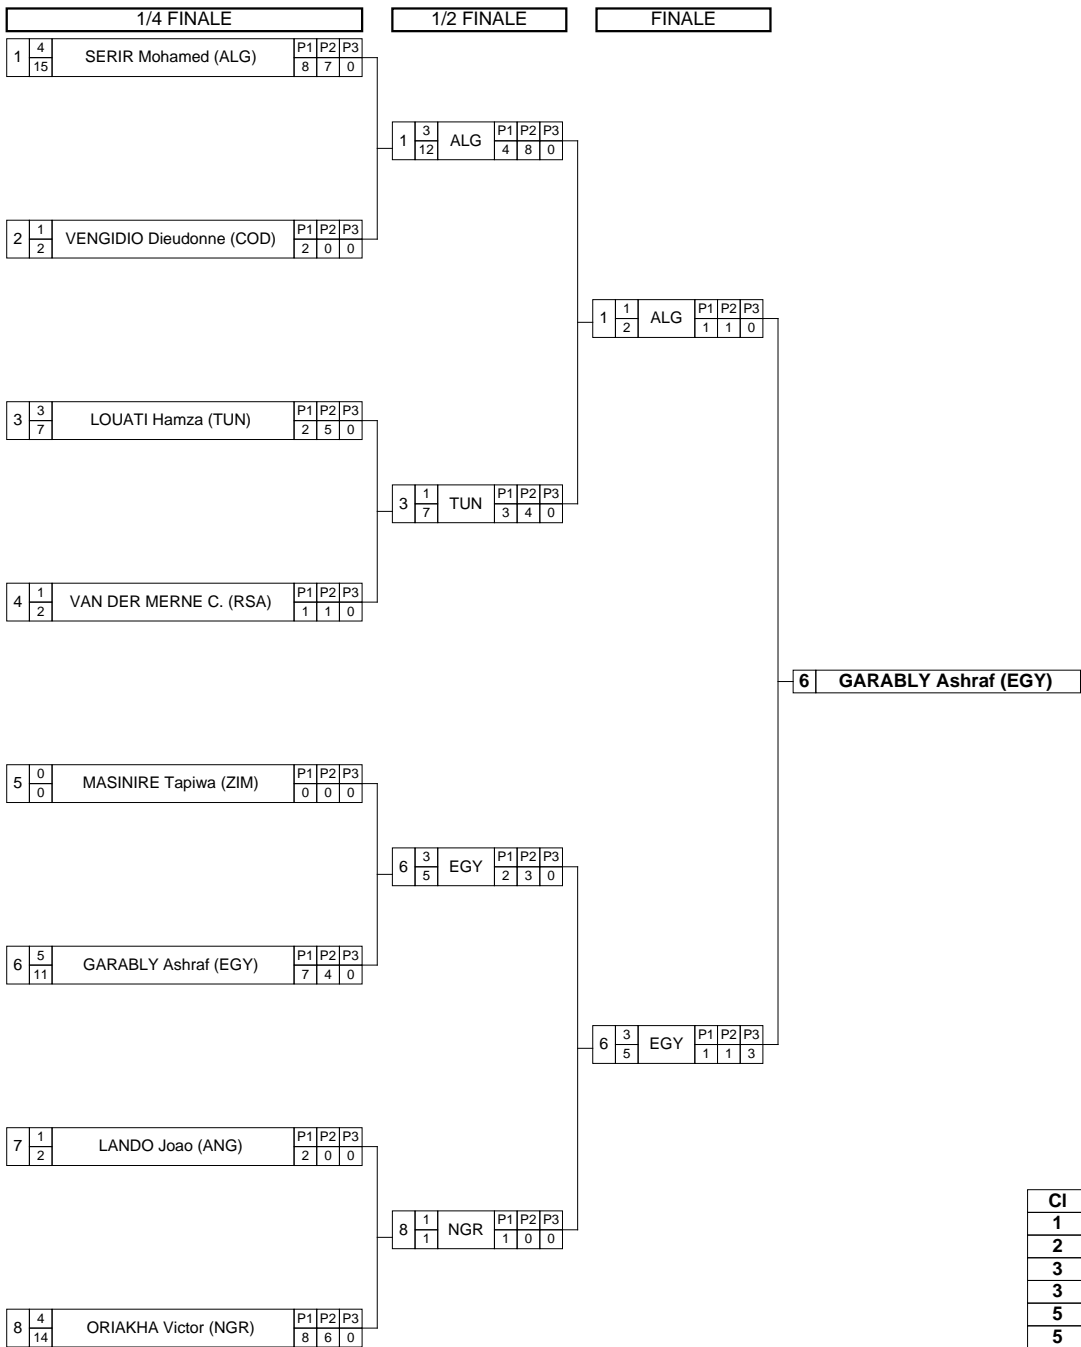 1/4 FINALE 1/2 FINALE FINALE
1 4 15 SERIR Mohamed (ALG) P1 P2 P3 8 7 0
1 3 12 ALG P1 P2 P3 4 8 0
2 1 2 VENGIDIO Dieudonne (COD) P1 P2 P3 2 0 0
1 1 2 ALG P1 P2 P3 1 1 0
3 3 7 LOUATI Hamza (TUN) P1 P2 P3 2 5 0
3 1 7 TUN P1 P2 P3 3 4 0
4 1 2 VAN DER MERNE C. (RSA) P1 P2 P3 1 1 0
6 GARABLY Ashraf (EGY)
5 0 0 MASINIRE Tapiwa (ZIM) P1 P2 P3 0 0 0
6 3 5 EGY P1 P2 P3 2 3 0
6 5 11 GARABLY Ashraf (EGY) P1 P2 P3 7 4 0
6 3 5 EGY P1 P2 P3 1 1 3
7 1 2 LANDO Joao (ANG) P1 P2 P3 2 0 0
8 1 1 NGR P1 P2 P3 1 0 0
8 4 14 ORIAKHA Victor (NGR) P1 P2 P3 8 6 0
Cl
1
2
3
3
5
5